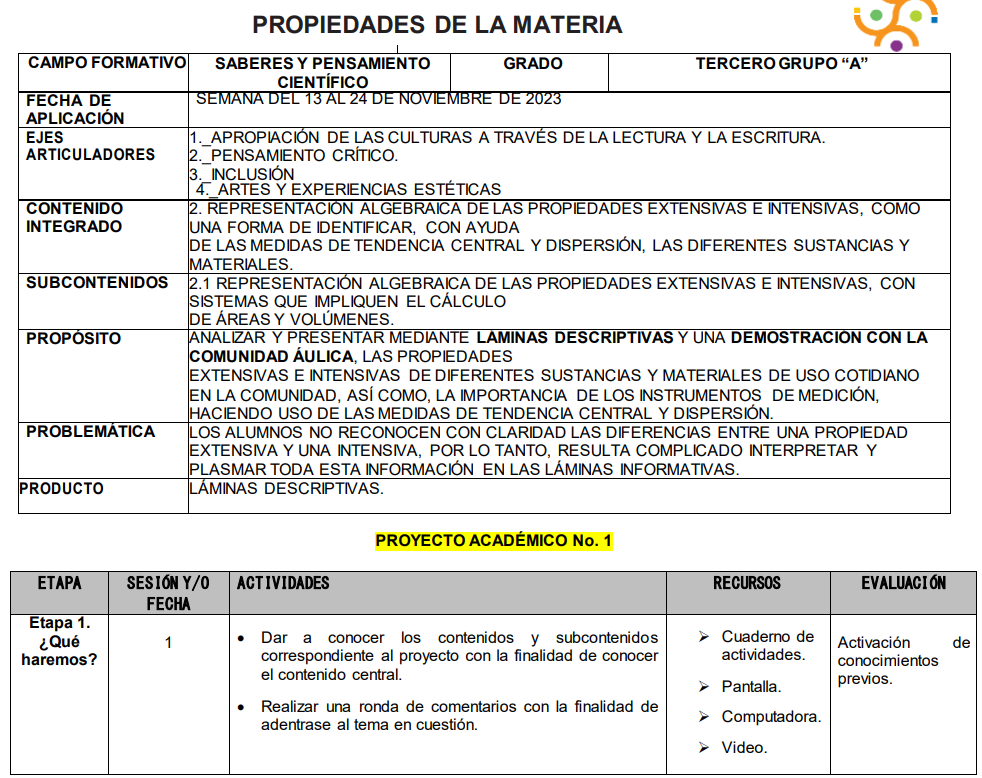 PROPIEDADES DE LA MATERIA
CAMPO FORMATIVO
SABERES Y PENSAMIENTO
CIENTÍFICO
GRADO
TERCERO GRUPO “A”
FECHA DE
APLICACIÓN
SEMANA DEL 13 AL 24 DE NOVIEMBRE DE 2023
EJES
ARTICULADORES
1._APROPIACIÓN DE LAS CULTURAS A TRAVÉS DE LA LECTURA Y LA ESCRITURA.
2._PENSAMIENTO CRÍTICO.
3._INCLUSIÓN
4._ARTES Y EXPERIENCIAS ESTÉTICAS
CONTENIDO
INTEGRADO
2. REPRESENTACIÓN ALGEBRAICA DE LAS PROPIEDADES EXTENSIVAS E INTENSIVAS, COMO
UNA FORMA DE IDENTIFICAR, CON AYUDA
DE LAS MEDIDAS DE TENDENCIA CENTRAL Y DISPERSIÓN, LAS DIFERENTES SUSTANCIAS Y
MATERIALES.
SUBCONTENIDOS
2.1 REPRESENTACIÓN ALGEBRAICA DE LAS PROPIEDADES EXTENSIVAS E INTENSIVAS, CON
SISTEMAS QUE IMPLIQUEN EL CÁLCULO
DE ÁREAS Y VOLÚMENES.
PROPÓSITO
ANALIZAR Y PRESENTAR MEDIANTE LÁMINAS DESCRIPTIVAS Y UNA DEMOSTRACIÓN CON LA
COMUNIDAD ÁULICA, LAS PROPIEDADES
EXTENSIVAS E INTENSIVAS DE DIFERENTES SUSTANCIAS Y MATERIALES DE USO COTIDIANO
EN LA COMUNIDAD, ASÍ COMO, LA IMPORTANCIA DE LOS INSTRUMENTOS DE MEDICIÓN,
HACIENDO USO DE LAS MEDIDAS DE TENDENCIA CENTRAL Y DISPERSIÓN.
PROBLEMÁTICA
LOS ALUMNOS NO RECONOCEN CON CLARIDAD LAS DIFERENCIAS ENTRE UNA PROPIEDAD
EXTENSIVA Y UNA INTENSIVA, POR LO TANTO, RESULTA COMPLICADO INTERPRETAR Y
PLASMAR TODA ESTA INFORMACIÓN EN LAS LÁMINAS INFORMATIVAS.
PRODUCTO
LÁMINAS DESCRIPTIVAS.
PROYECTO ACADÉMICO No. 1
ETAPA
SESIÓN Y/O
FECHA
ACTIVIDADES
RECURSOS
EVALUACIÓN
Etapa 1.
¿Qué
haremos?
1
• Dar a conocer los contenidos y subcontenidos
correspondiente al proyecto con la finalidad de conocer
el contenido central.
• Realizar una ronda de comentarios con la finalidad de
adentrase al tema en cuestión.
➢ Cuaderno de
actividades.
➢ Pantalla.
➢ Computadora.
➢ Video.
Activación de
conocimientos
previos.